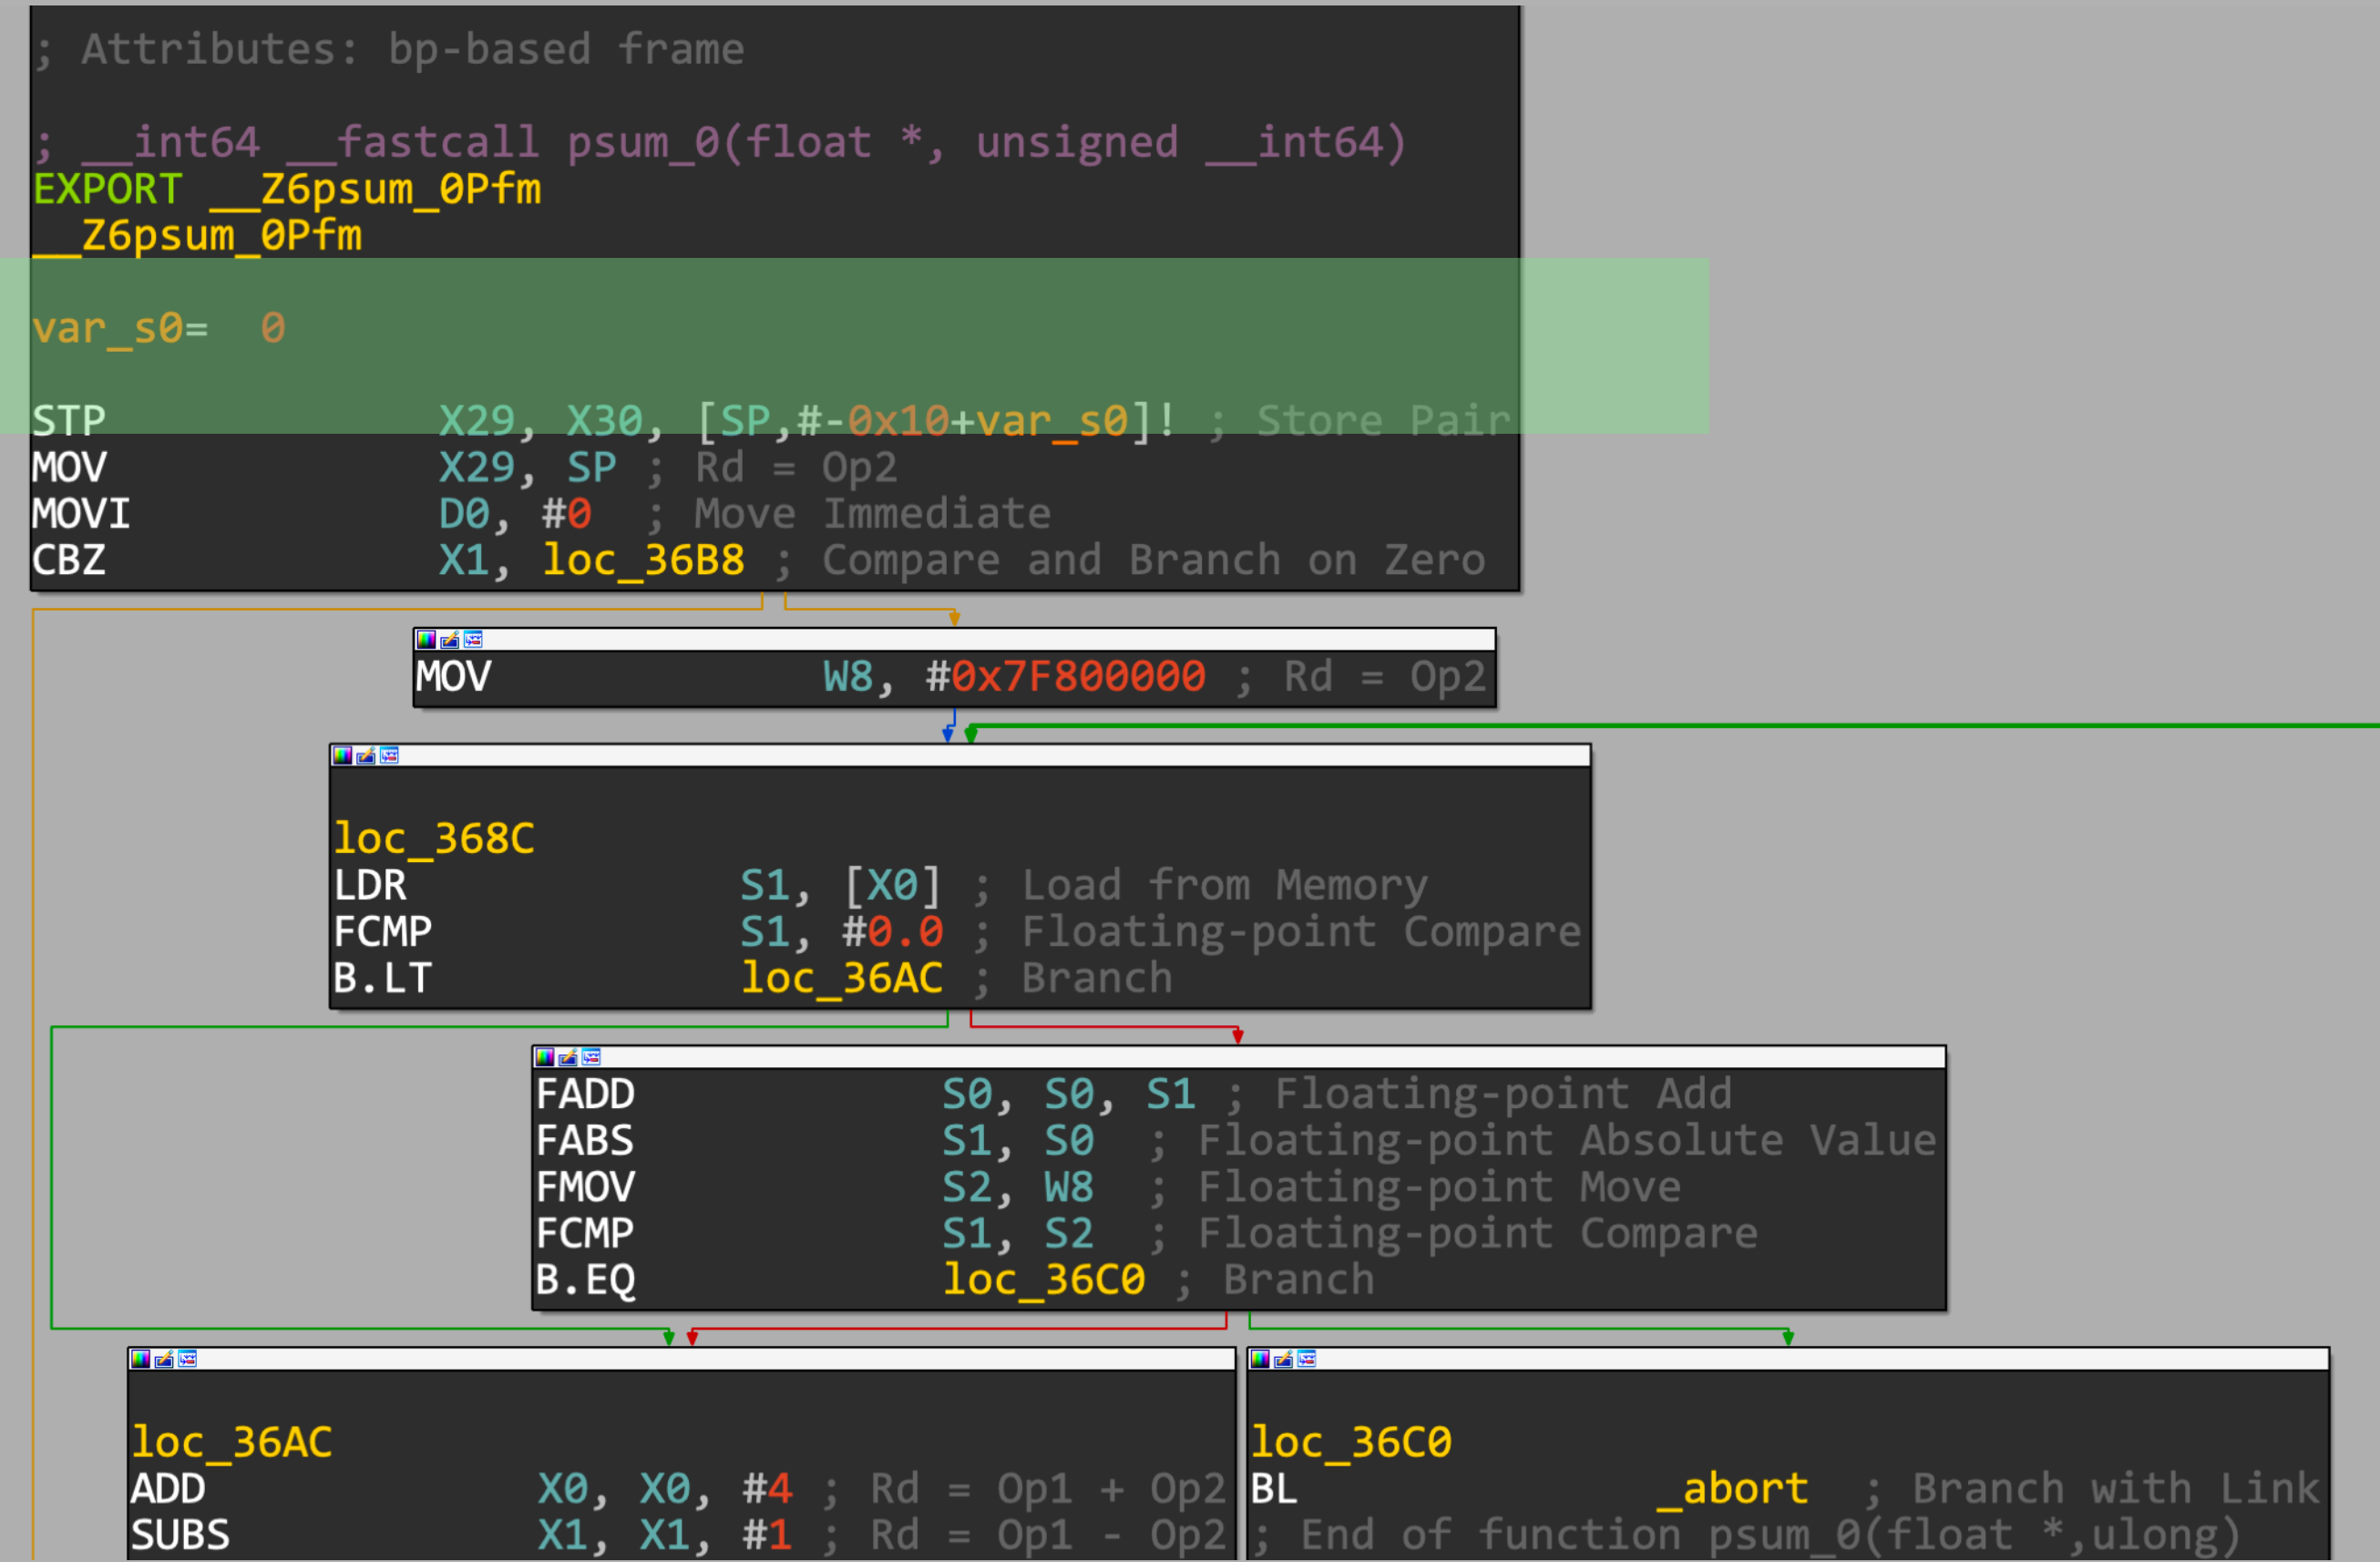 ; Attributes: bp-based frame
; __int64 __fastcall psum_0(float *, unsigned __int64)
EXPORT __Z6psum_0Pfm
__Z6psum_0Pfm
var_s0= 0
STP X29, X30, [SP,#-0x10+var_s0]! ; Store Pair
MOV X29, SP ; Rd = Op2
MOVI D0, #0 ; Move Immediate
CBZ X1, loc_36B8 ; Compare and Branch on Zero
MOV W8, #0x7F800000 ; Rd = Op2
loc_368C
LDR S1, [X0] ; Load from Memory
FCMP S1, #0.0 ; Floating-point Compare
B.LT loc_36AC ; Branch
FADD S0, S0, S1 ; Floating-point Add
FABS S1, S0 ; Floating-point Absolute Value
FMOV S2, W8 ; Floating-point Move
FCMP S1, S2 ; Floating-point Compare
B.EQ loc_36C0 ; Branch
loc_36AC
ADD X0, X0, #4 ; Rd = Op1 + Op2
SUBS X1, X1, #1 ; Rd = Op1 - Op2
loc_36C0
BL _abort ; Branch with Link
; End of function psum_0(float *,ulong)